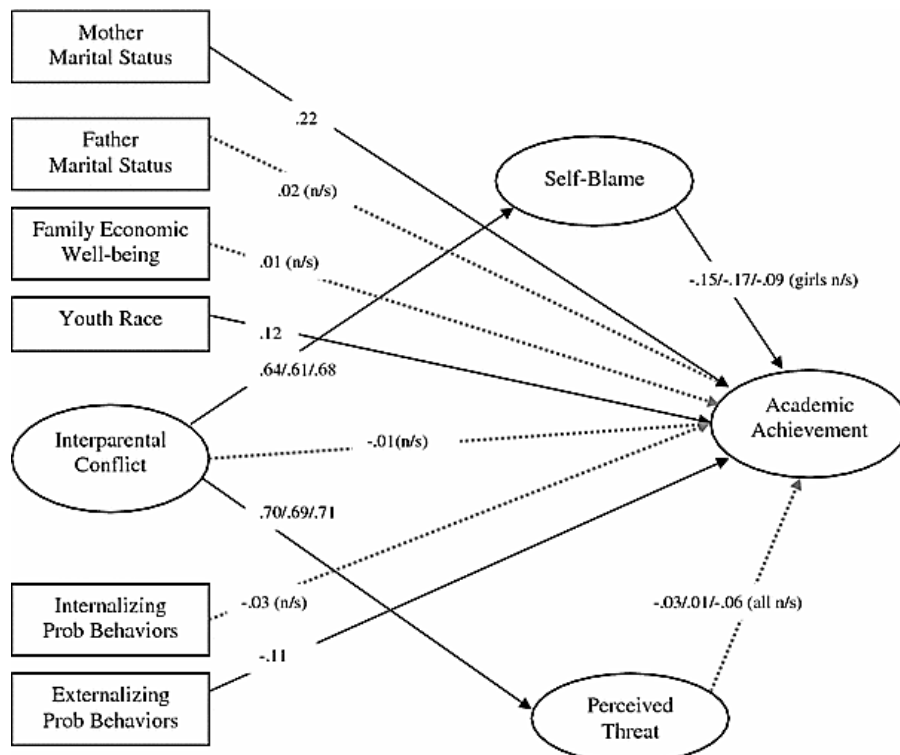 Mother
Marital Status
.22
Father
Marital Status
.02 (n/s)
Self-Blame
Family Economic
Well-being
.01 (n/s)
-.15/-.17/-.09 (girls n/s)
Youth Race
.12
.64/.61/.68
Academic
Achievement
Interparental
Conflict
-.01(n/s)
.70/.69/.71
Internalizing
Prob Behaviors
-.03 (n/s)
-.03/.01/-.06 (all n/s)
-.11
Externalizing
Prob Behaviors
Perceived
Threat